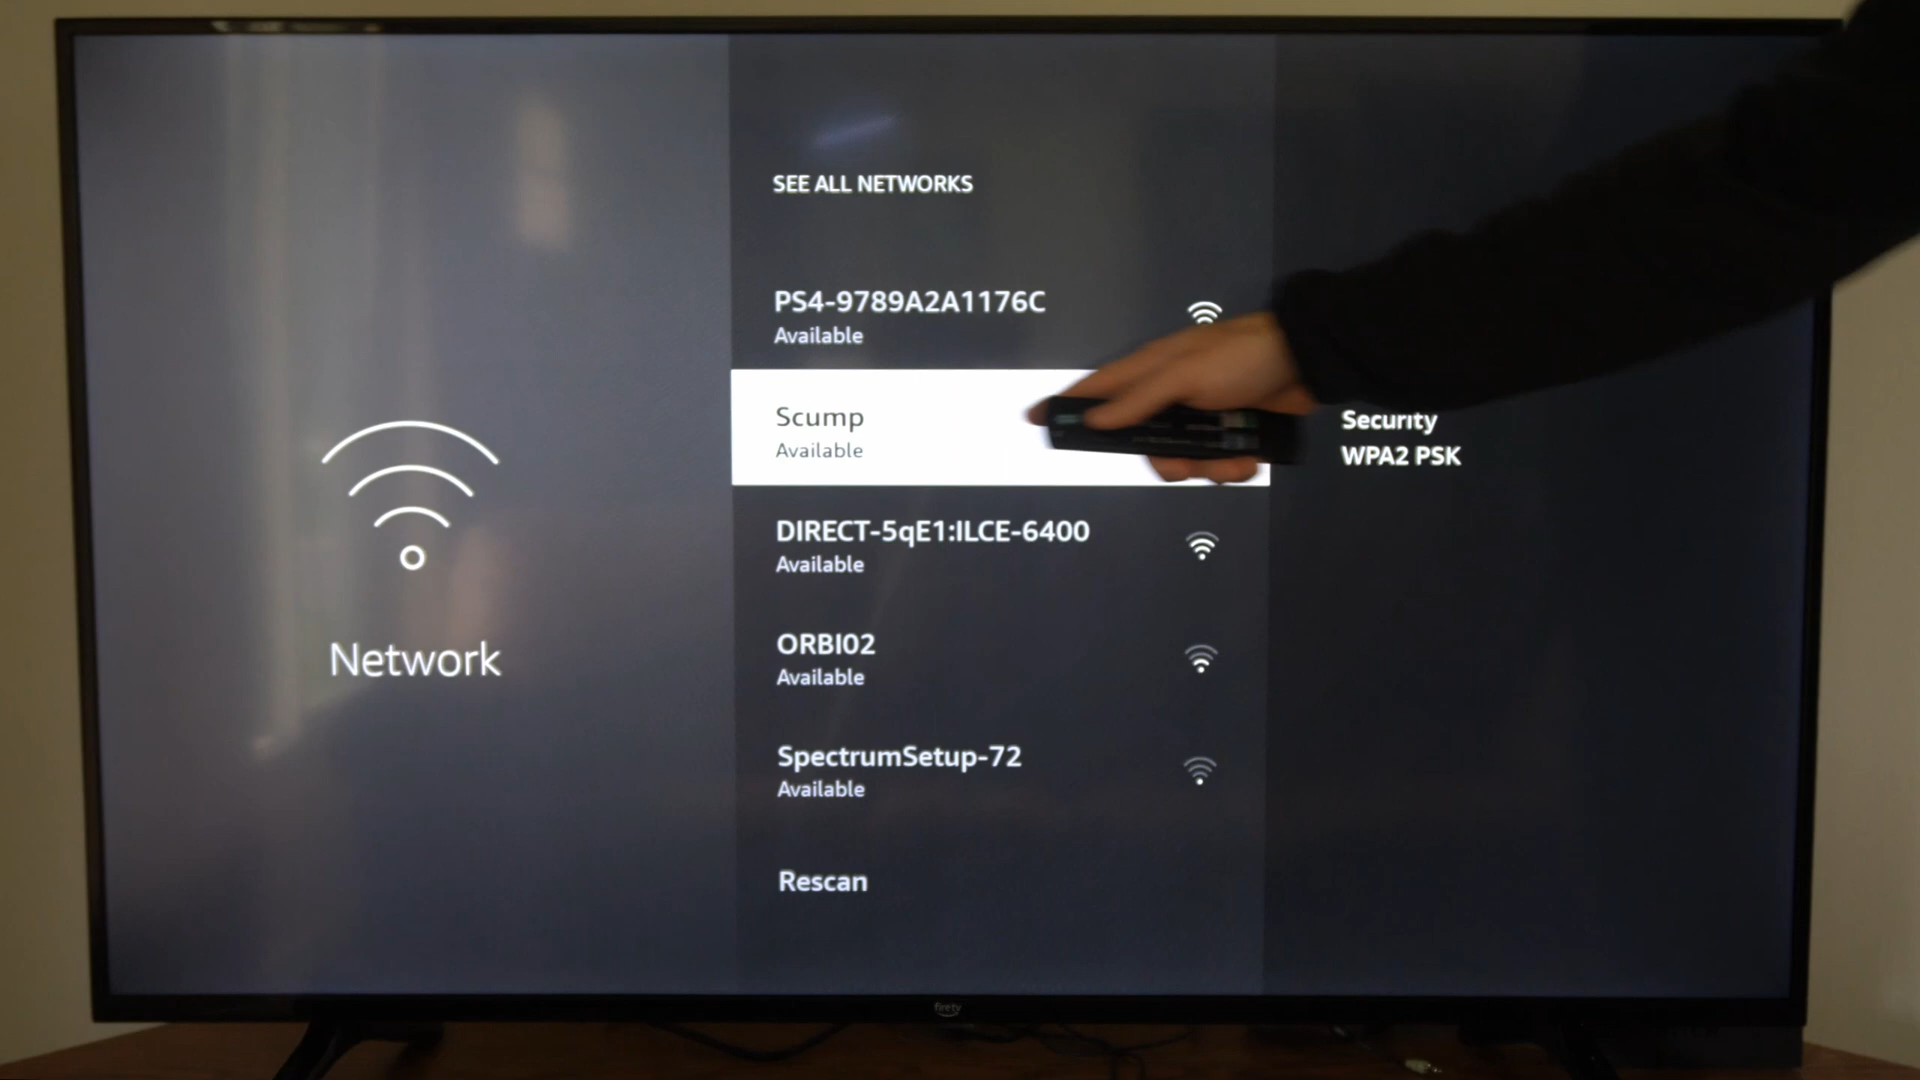 SEE ALL NETWORKS
PS4-9789A2A1176C
Available
Scump
Available
Security
WPA2 PSK
DIRECT-5qE1:ILCE-6400
Available
Network
ORBI02
Available
SpectrumSetup-72
Available
Rescan
firetv